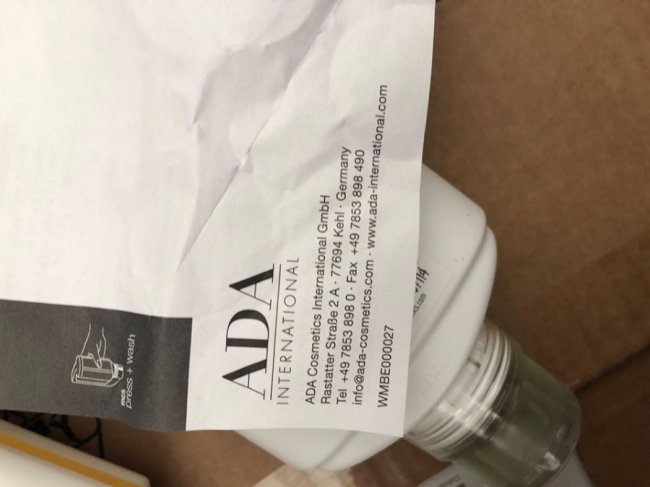 mcs
press + wash
ADA
INTERNATIONAL
ADA Cosmetics International GmbH
Rastatter Straße 2 A · 77694 Kehl · Germany
Tel +49 7853 898 0 · Fax +49 7853 898 490
info@ada-cosmetics.com · www.ada-international.com
WMBE000027